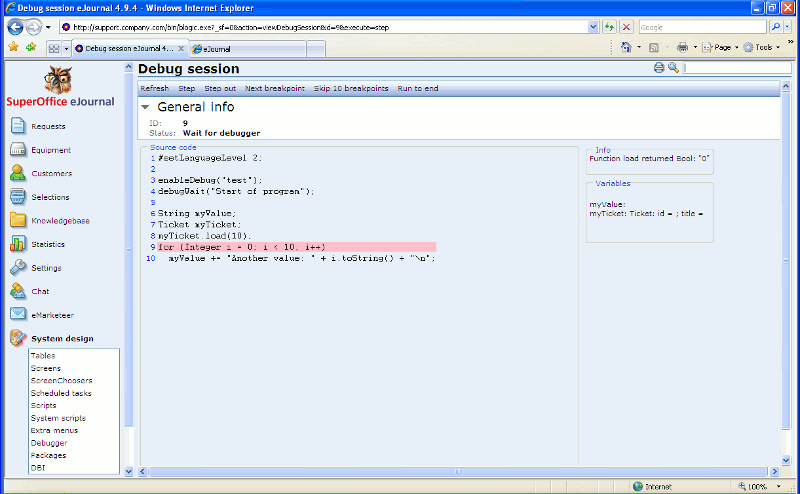 Debug session eJournal 4.9.4 - Windows Internet Explorer
http://support.company.com/bin/blogic.exe?_sf=0&action=viewDebugSession&id=9&execute=step
Google
Debug session eJournal 4....
eJournal
Page
Tools
SuperOffice eJournal
Requests
Equipment
Customers
Selections
Knowledgebase
Statistics
Settings
Chat
eMarketeer
System design
Tables
Screens
ScreenChoosers
Scheduled tasks
Scripts
System scripts
Extra menus
Debugger
Packages
DBI
Debug session
Refresh Step Step out Next breakpoint Skip 10 breakpoints Run to end
General info
ID: 9
Status: Wait for debugger
Source code
1 #setLanguageLevel 2;
2
3 enableDebug("test");
4 debugWait("Start of program");
5
6 String myValue;
7 Ticket myTicket;
8 myTicket.load(10);
9 for (Integer i = 0; i < 10; i++)
10 myValue += "Another value: " + i.toString() + "\n";
Info
Function load returned Bool: "0"
Variables
myValue:
myTicket: Ticket: id = ; title =
Internet
100%